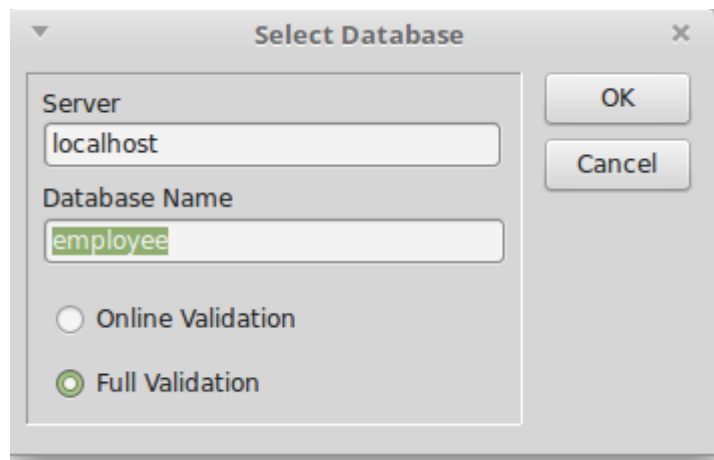 Select Database
Server
localhost
Database Name
employee
Online Validation
Full Validation
OK
Cancel